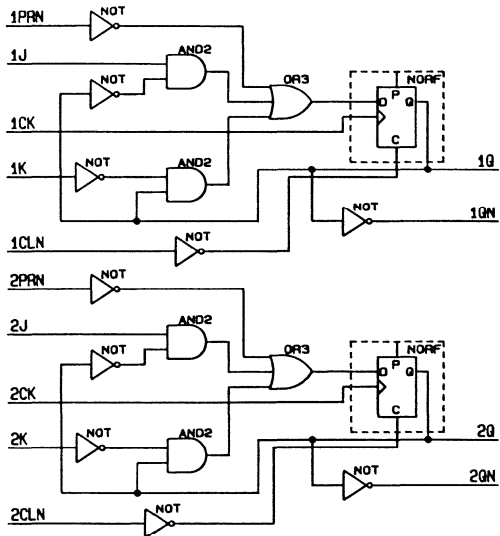 1PRN
NOT
1J
AND2
NOT
OR3
NORF
P
D
Q
C
1CK
1K
NOT
AND2
1Q
NOT
1QN
1CLN
NOT
2PRN
NOT
2J
AND2
NOT
OR3
NORF
P
D
Q
C
2CK
2K
NOT
AND2
2Q
NOT
2QN
2CLN
NOT